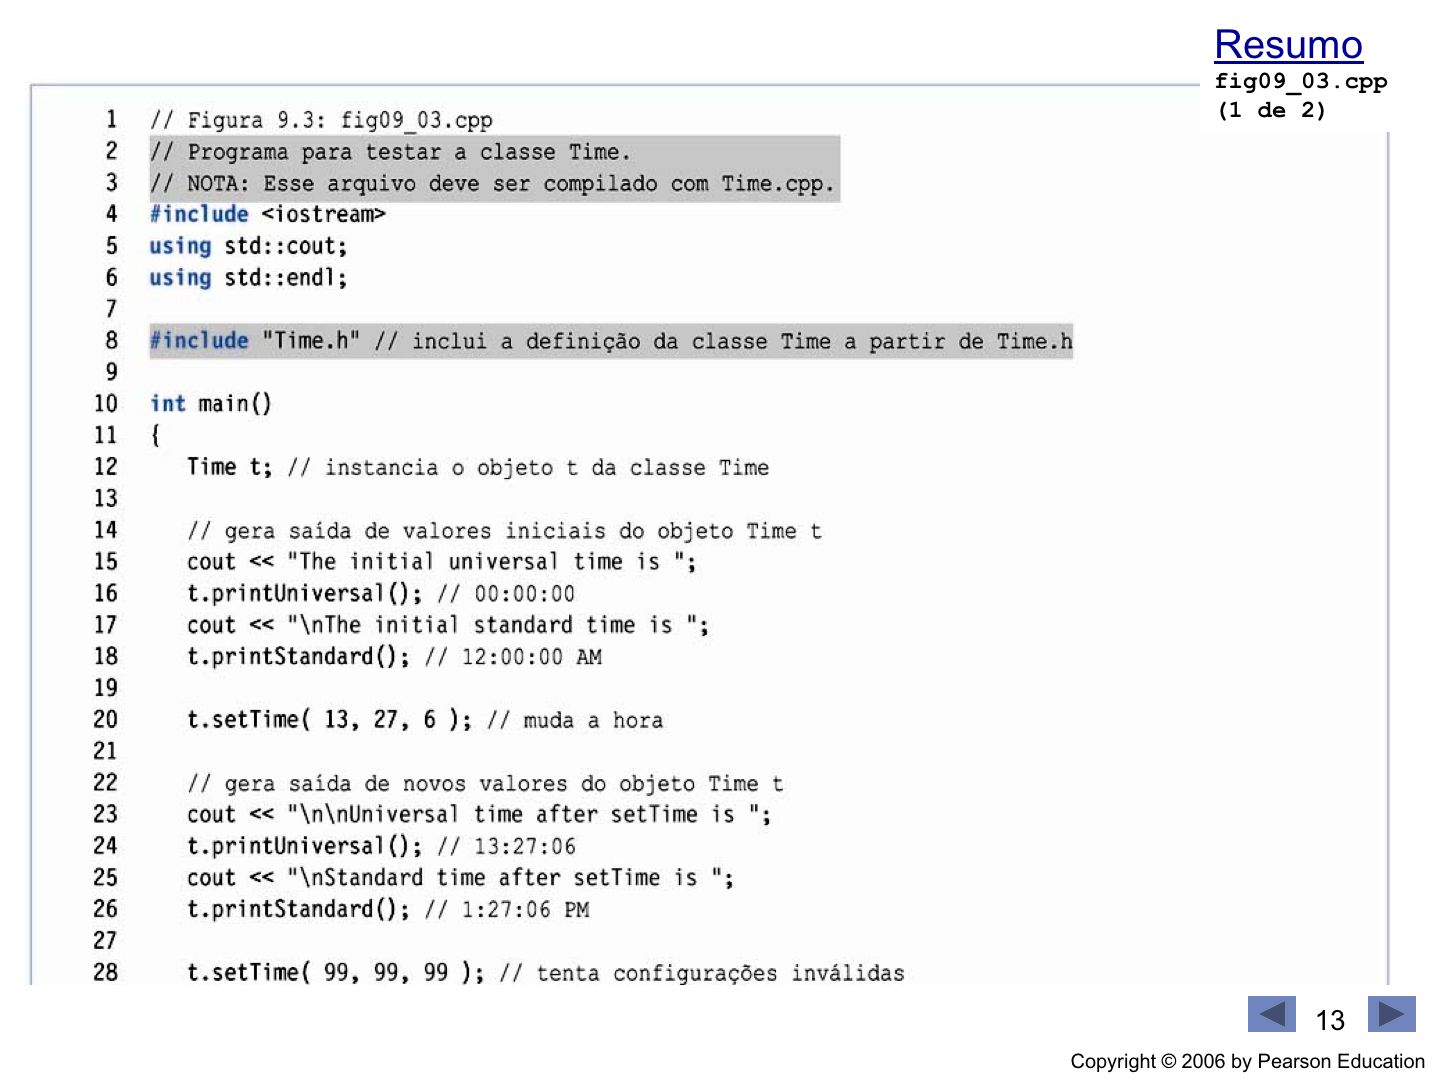 Resumo
fig09_03.cpp
(1 de 2)
1 // Figura 9.3: fig09_03.cpp
2 // Programa para testar a classe Time.
3 // NOTA: Esse arquivo deve ser compilado com Time.cpp.
4 #include <iostream>
5 using std::cout;
6 using std::endl;
7
8 #include "Time.h" // inclui a definição da classe Time a partir de Time.h
9
10 int main()
11 {
12    Time t; // instancia o objeto t da classe Time
13
14    // gera saída de valores iniciais do objeto Time t
15    cout << "The initial universal time is ";
16    t.printUniversal(); // 00:00:00
17    cout << "\nThe initial standard time is ";
18    t.printStandard(); // 12:00:00 AM
19
20    t.setTime( 13, 27, 6 ); // muda a hora
21
22    // gera saída de novos valores do objeto Time t
23    cout << "\n\nUniversal time after setTime is ";
24    t.printUniversal(); // 13:27:06
25    cout << "\nStandard time after setTime is ";
26    t.printStandard(); // 1:27:06 PM
27
28    t.setTime( 99, 99, 99 ); // tenta configurações inválidas
13
Copyright © 2006 by Pearson Education